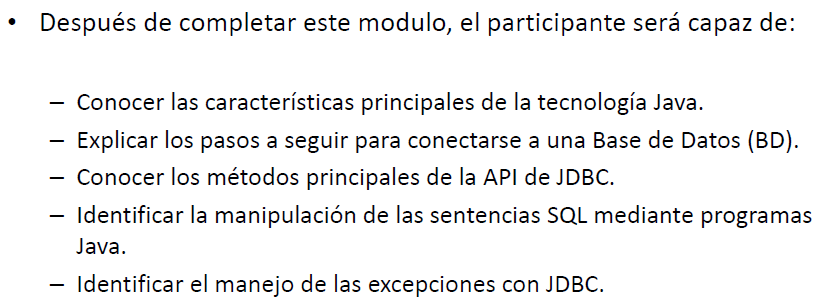 • Después de completar este modulo, el participante será capaz de:
– Conocer las características principales de la tecnología Java.
– Explicar los pasos a seguir para conectarse a una Base de Datos (BD).
– Conocer los métodos principales de la API de JDBC.
– Identificar la manipulación de las sentencias SQL mediante programas
Java.
– Identificar el manejo de las excepciones con JDBC.